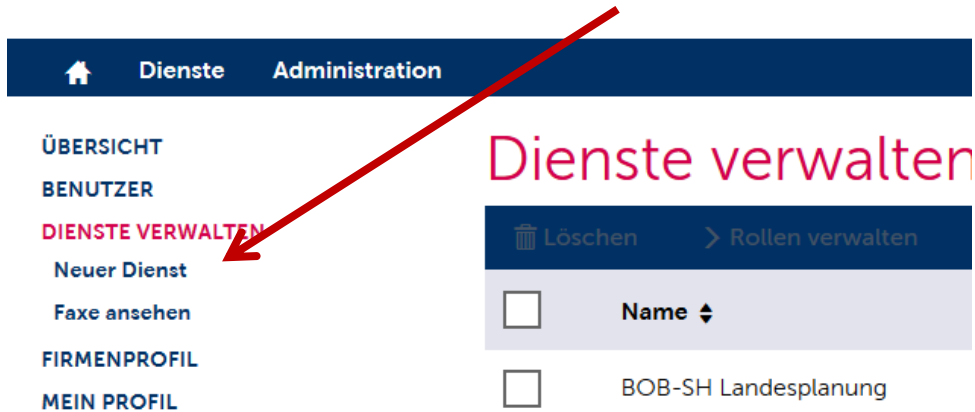 Dienste Administration
ÜBERSICHT
BENUTZER
DIENSTE VERWALTEN
Neuer Dienst
Faxe ansehen
FIRMENPROFIL
MEIN PROFIL
Dienste verwalten
Löschen Rollen verwalten
Name
BOB-SH Landesplanung